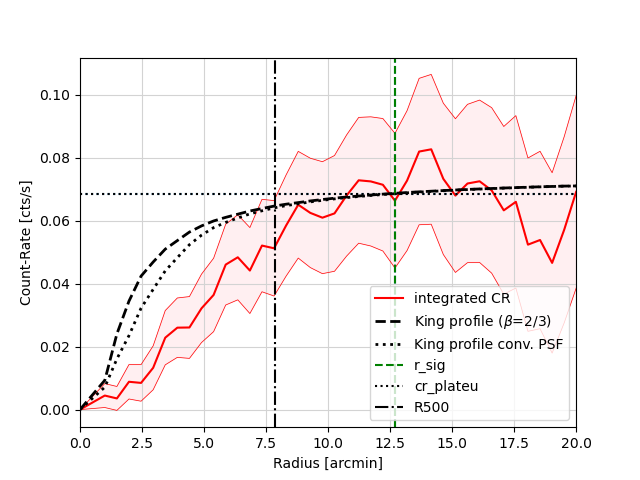 0.10
0.08
0.06
0.04
0.02
0.00
Count-Rate [cts/s]
integrated CR
King profile (β=2/3)
King profile conv. PSF
r_sig
cr_plateu
R500
0.0 2.5 5.0 7.5 10.0 12.5 15.0 17.5 20.0
Radius [arcmin]